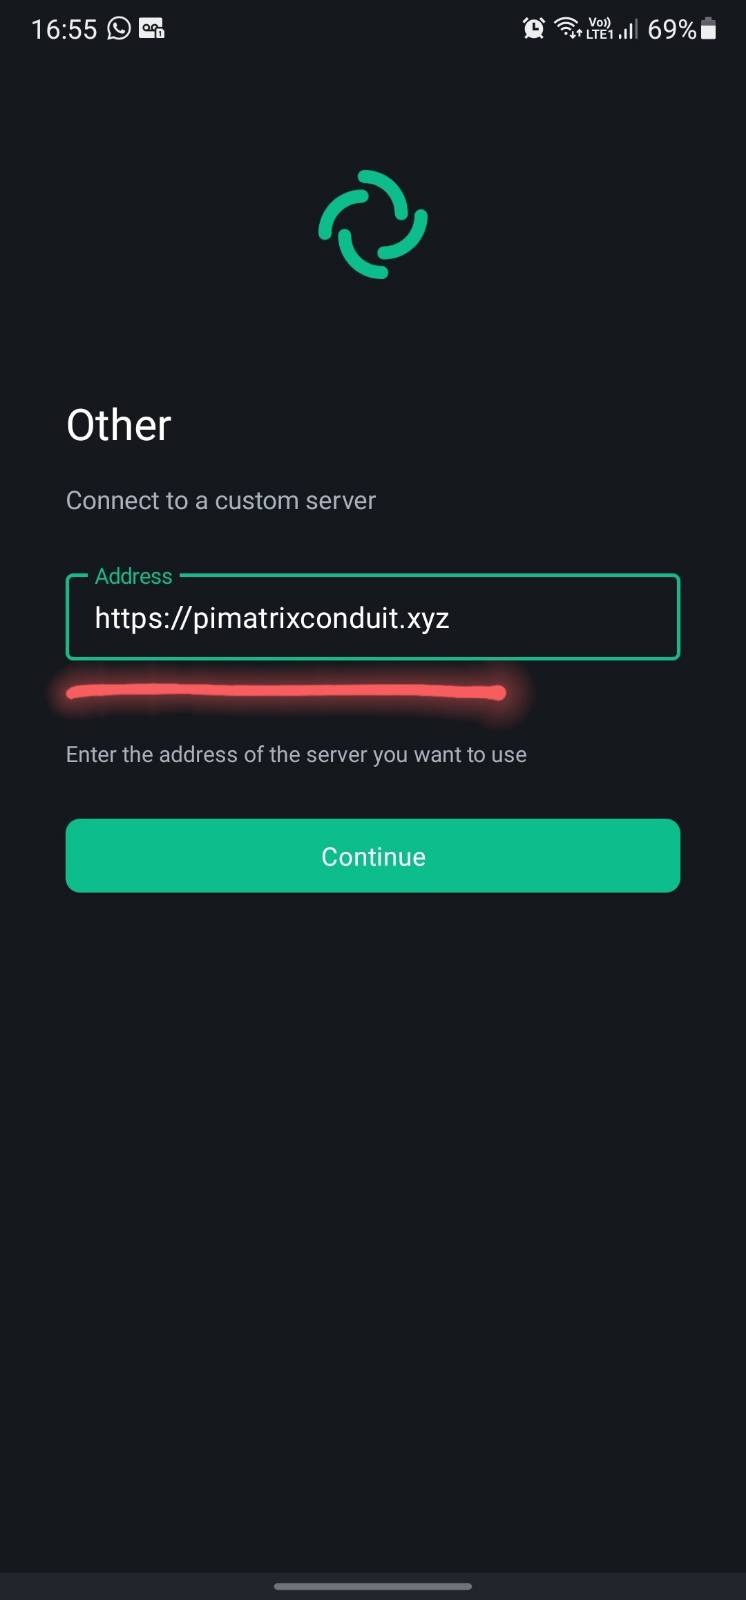 16:55 Vo)) LTE1 69%
Other
Connect to a custom server
Address
https://pimatrixconduit.xyz
Enter the address of the server you want to use
Continue